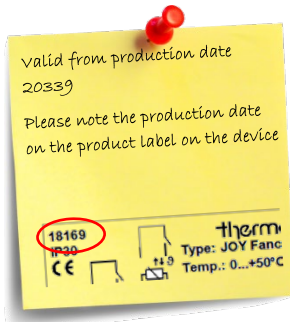 Valid from production date
20339
Please note the production date
on the product label on the device
18169
IP30
therm
Type: JOY Fanc
CE
Temp.: 0...+50°C